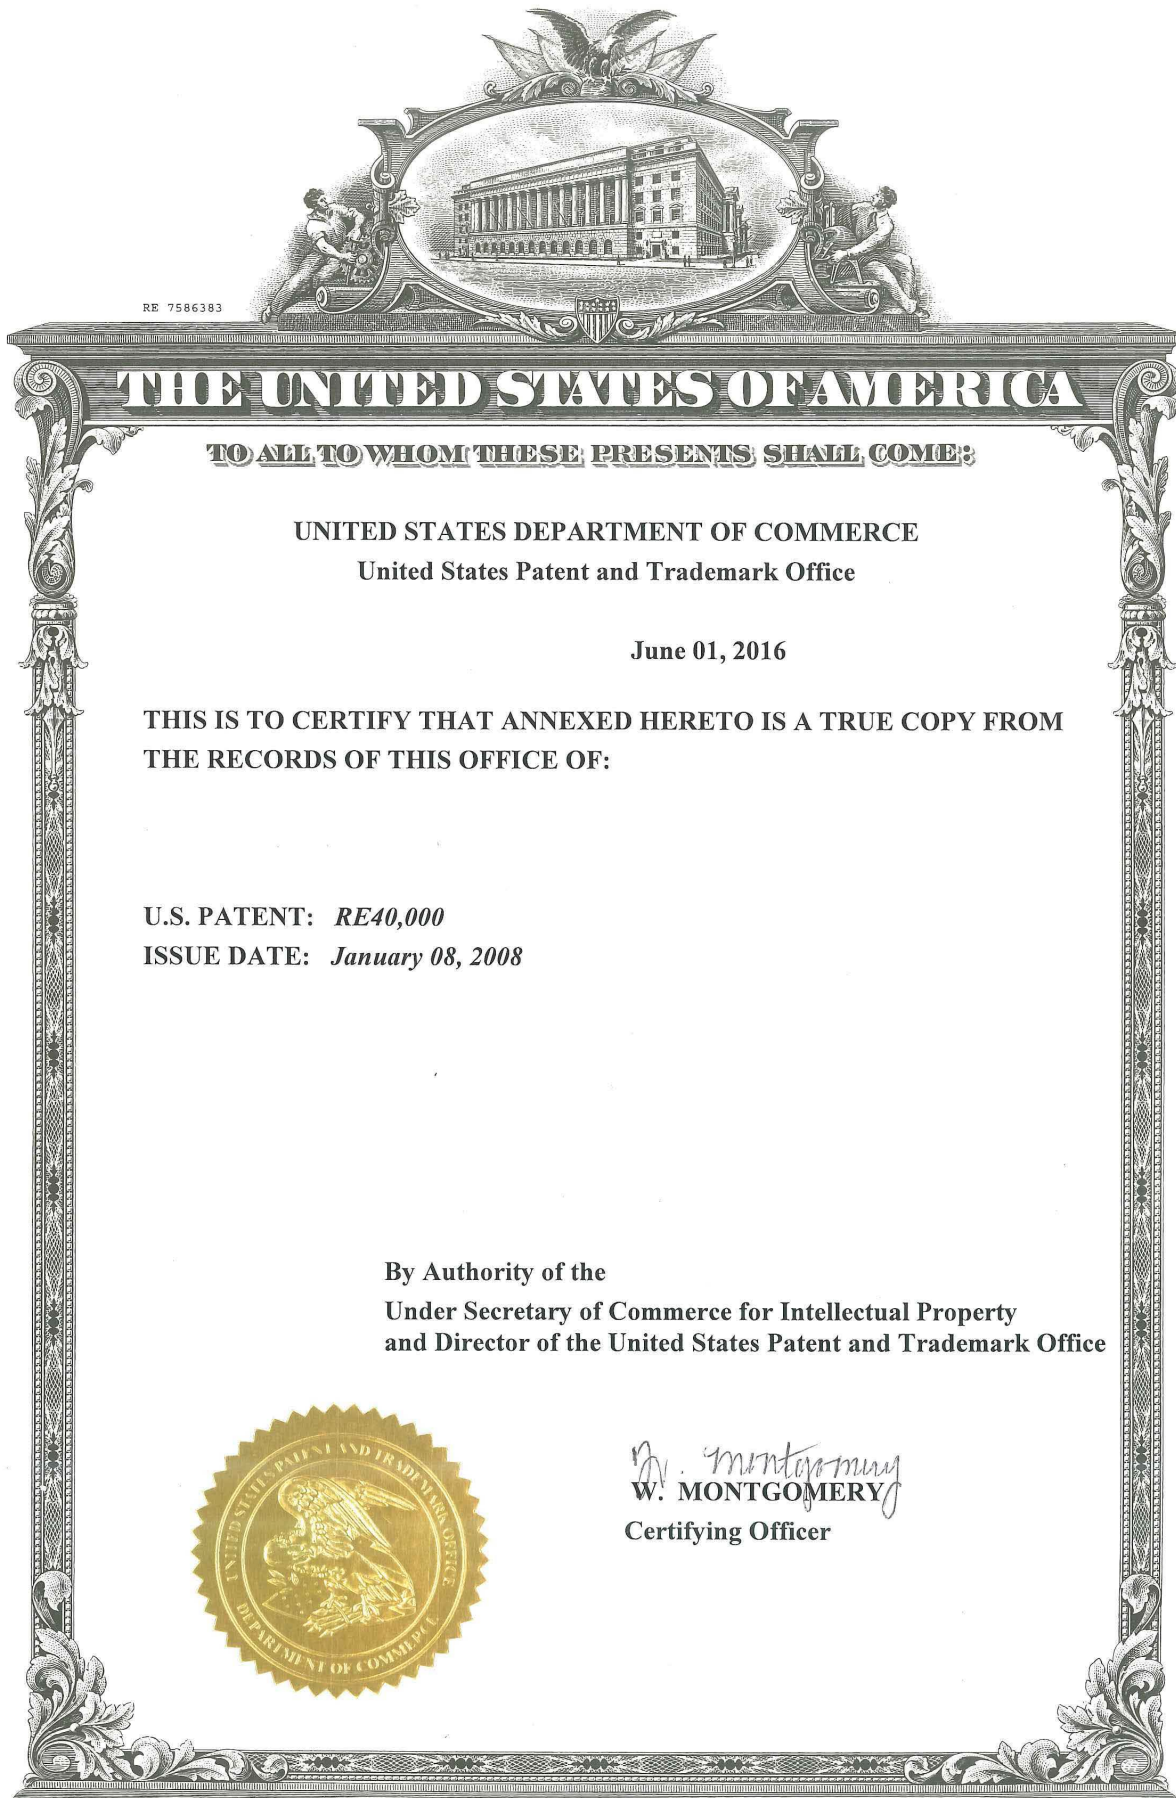 RE 7586383
THE UNITED STATES OF AMERICA
TO ALL TO WHOM THESE PRESENTS SHALL COME:
UNITED STATES DEPARTMENT OF COMMERCE
United States Patent and Trademark Office
June 01, 2016
THIS IS TO CERTIFY THAT ANNEXED HERETO IS A TRUE COPY FROM
THE RECORDS OF THIS OFFICE OF:
U.S. PATENT: RE40,000
ISSUE DATE: January 08, 2008
By Authority of the
Under Secretary of Commerce for Intellectual Property
and Director of the United States Patent and Trademark Office
W. Montgomery
W. MONTGOMERY
Certifying Officer
UNITED STATES PATENT AND TRADEMARK OFFICE
DEPARTMENT OF COMMERCE